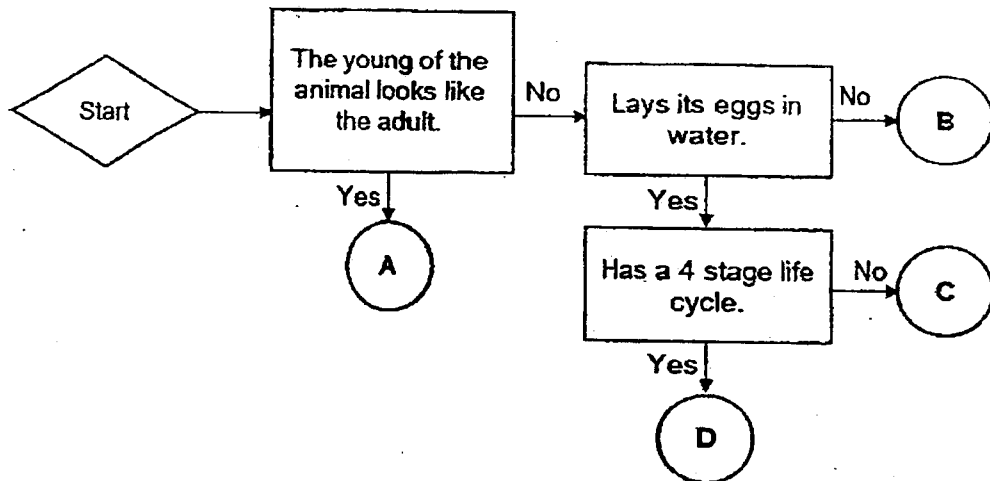 Start
The young of the
animal looks like
the adult.
No
Lays its eggs in
water.
No
B
Yes
A
Yes
Has a 4 stage life
cycle.
No
C
Yes
D